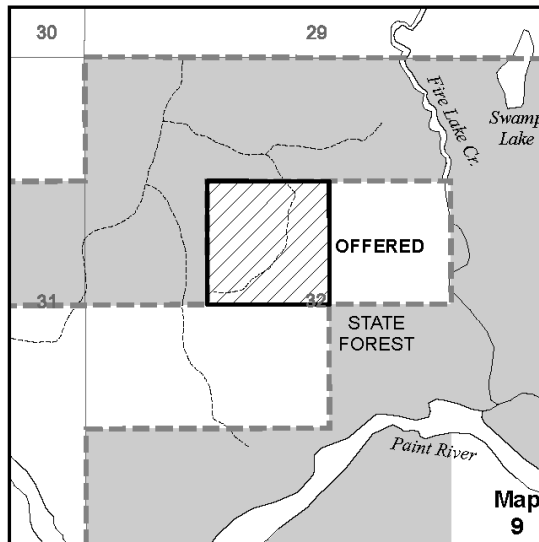 30
29
Fire Lake Cr.
Swamp
Lake
OFFERED
31
32
STATE
FOREST
Paint River
Map
9